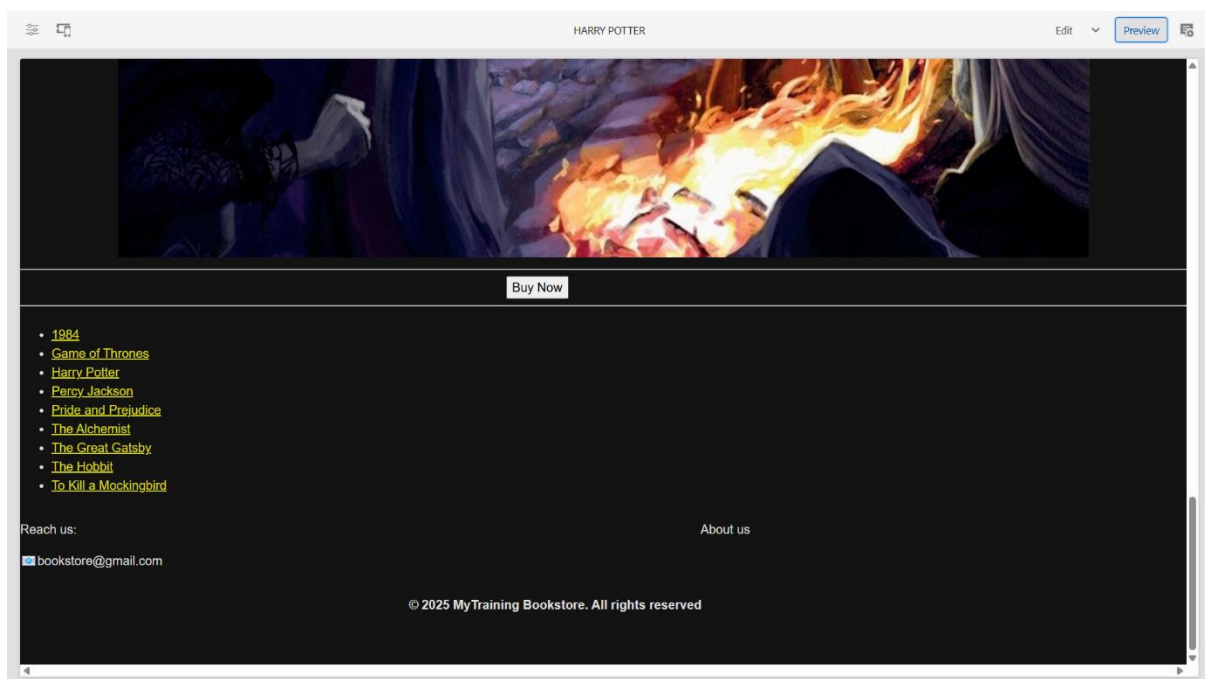 HARRY POTTER
Edit
Preview
Buy Now
1984
Game of Thrones
Harry Potter
Percy Jackson
Pride and Prejudice
The Alchemist
The Great Gatsby
The Hobbit
To Kill a Mockingbird
Reach us:
About us
bookstore@gmail.com
© 2025 MyTraining Bookstore. All rights reserved